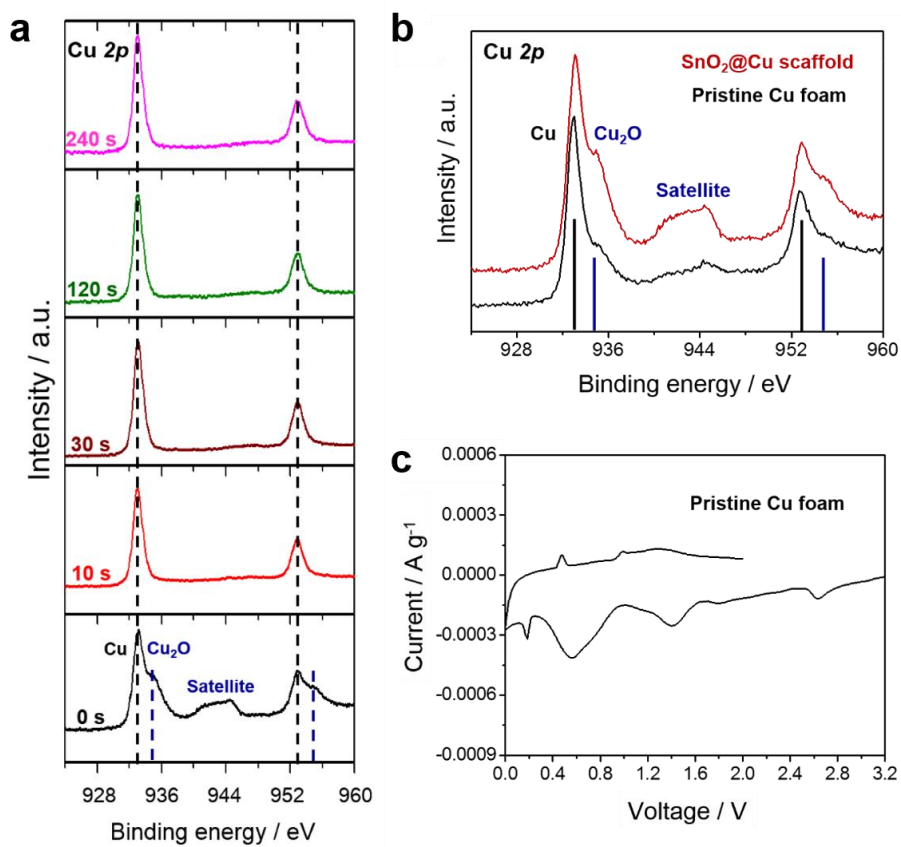 a
Cu 2p
240 s
120 s
30 s
10 s
Cu Cu₂O
Satellite
0 s
Intensity / a.u.
928 936 944 953 960
Binding energy / eV
b
Cu 2p
SnO₂@Cu scaffold
Pristine Cu foam
Cu Cu₂O
Satellite
Intensity / a.u.
928 936 944 952 960
Binding energy / eV
c
0.0006
0.0003
0.0000
-0.0003
-0.0006
-0.0009
Pristine Cu foam
Current / A g⁻¹
0.0 0.4 0.8 1.2 1.6 2.0 2.4 2.8 3.2
Voltage / V